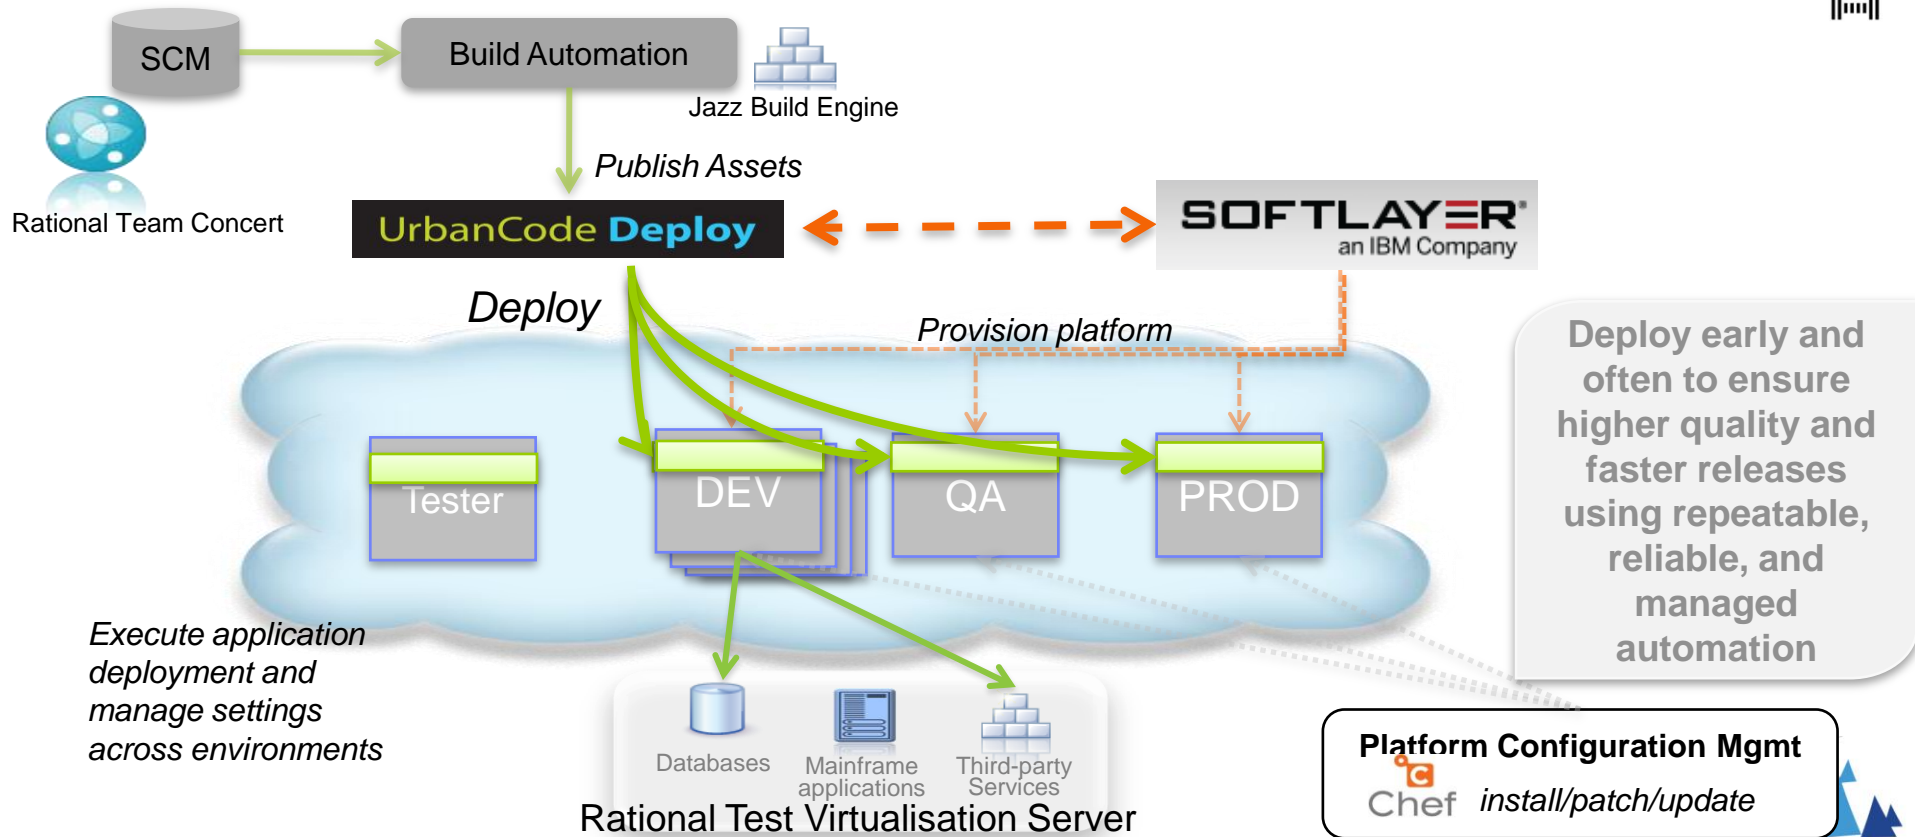 SCM
Build Automation
Jazz Build Engine
Rational Team Concert
Publish Assets
UrbanCode Deploy
SOFTLAYER®
an IBM Company
Deploy
Provision platform
Tester
DEV
QA
PROD
Deploy early and
often to ensure
higher quality and
faster releases
using repeatable,
reliable, and
managed
automation
Execute application
deployment and
manage settings
across environments
Databases
Mainframe
applications
Third-party
Services
Rational Test Virtualisation Server
Platform Configuration Mgmt
C
Chef
install/patch/update